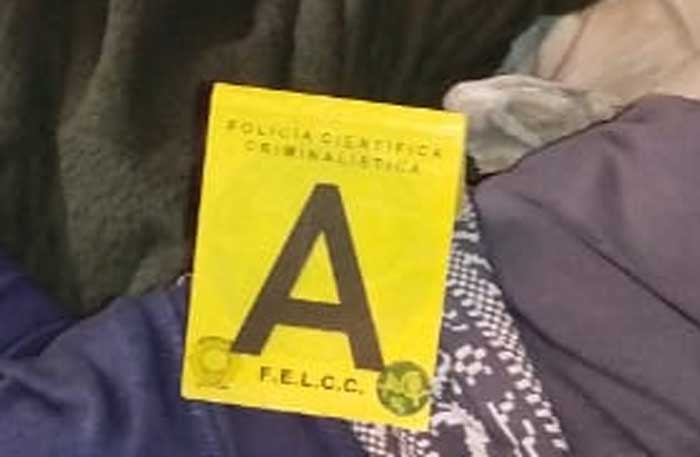 POLICIA CIENTIFICA
CRIMINALISTICA
A
F.E.L.C.C.